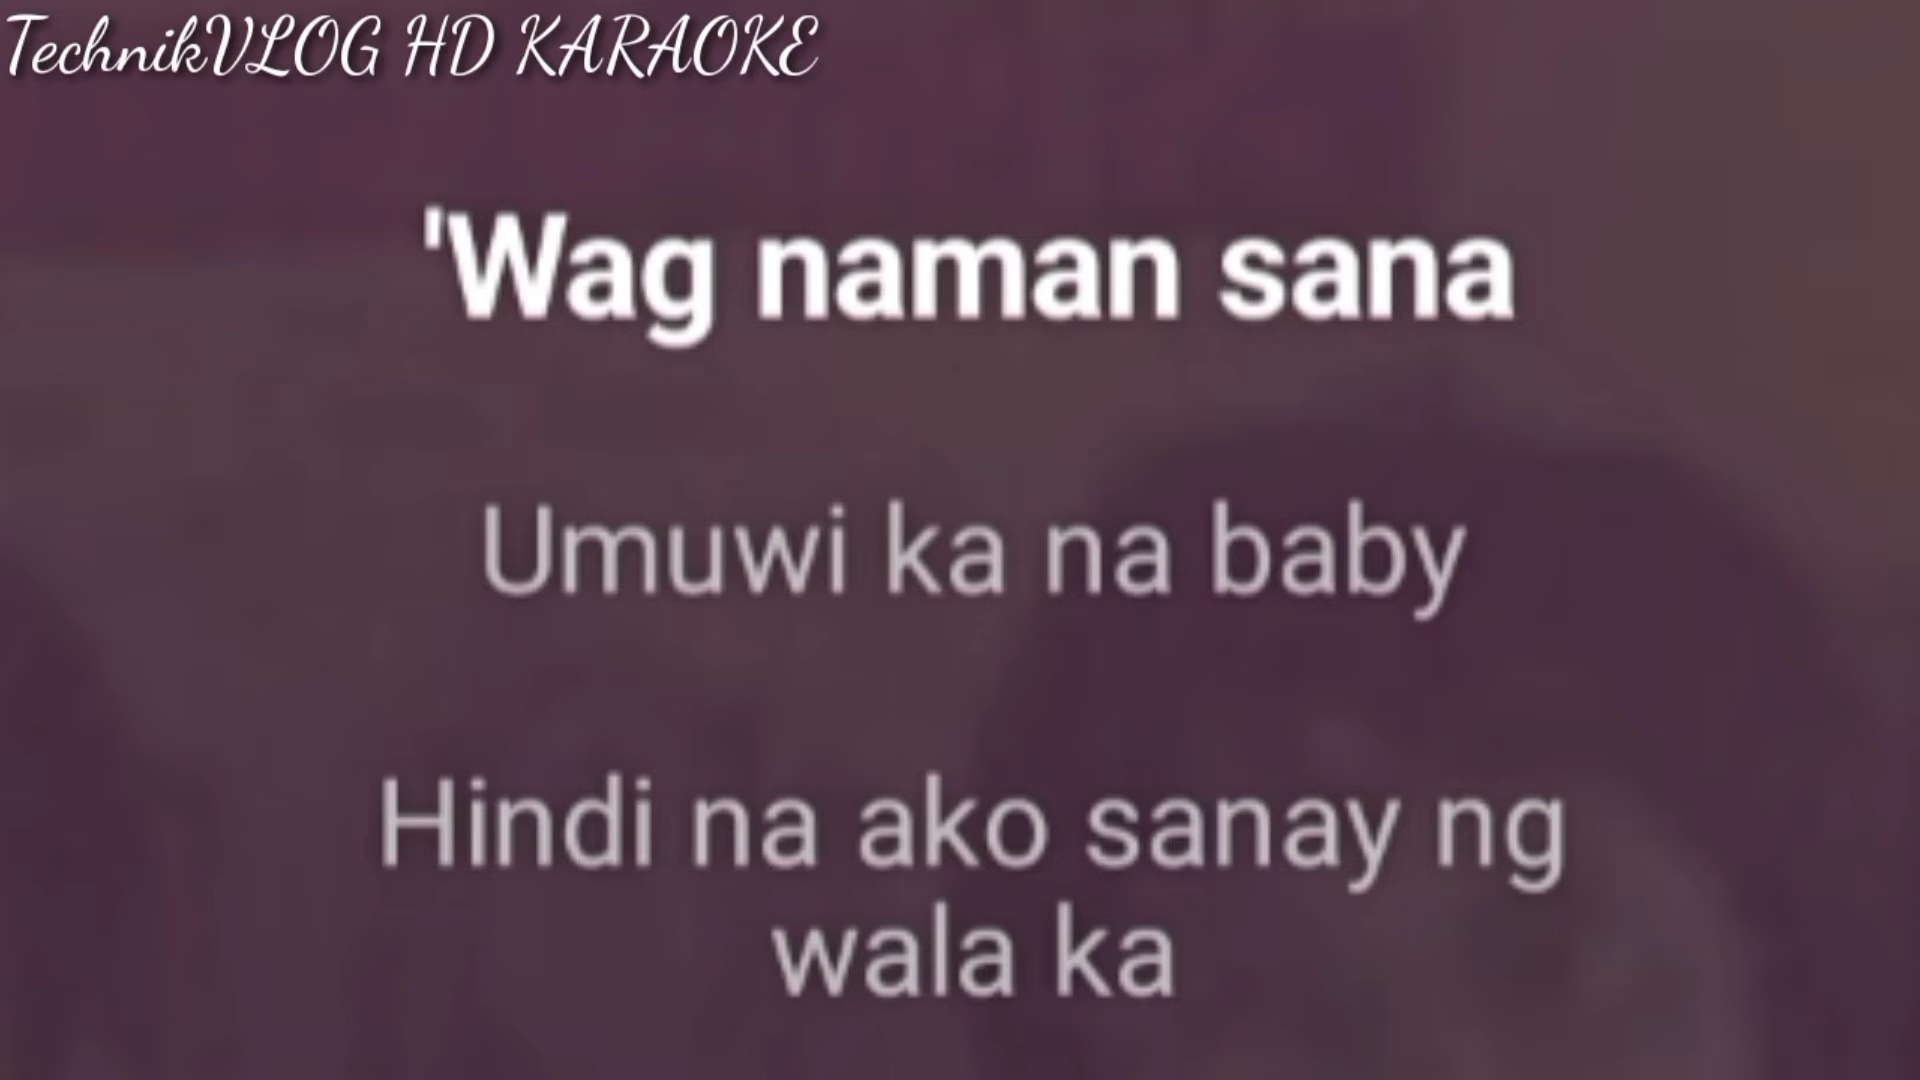 TechnikVLOG HD KARAOKE
'Wag naman sana
Umuwi ka na baby
Hindi na ako sanay ng
wala ka